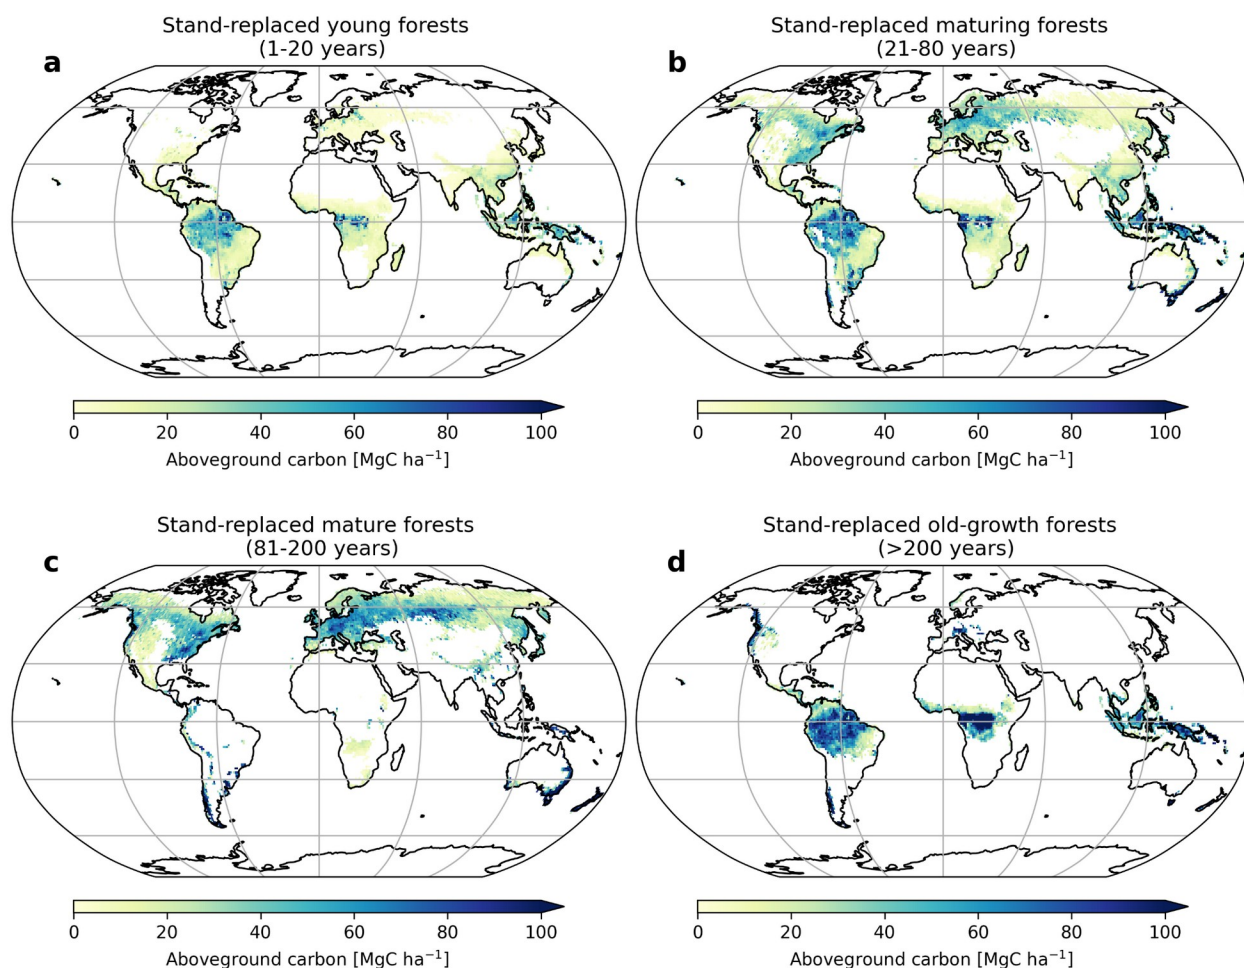 Stand-replaced young forests
(1-20 years)
a
0 20 40 60 80 100
Aboveground carbon [MgC ha⁻¹]
Stand-replaced maturing forests
(21-80 years)
b
0 20 40 60 80 100
Aboveground carbon [MgC ha⁻¹]
Stand-replaced mature forests
(81-200 years)
c
0 20 40 60 80 100
Aboveground carbon [MgC ha⁻¹]
Stand-replaced old-growth forests
(>200 years)
d
0 20 40 60 80 100
Aboveground carbon [MgC ha⁻¹]